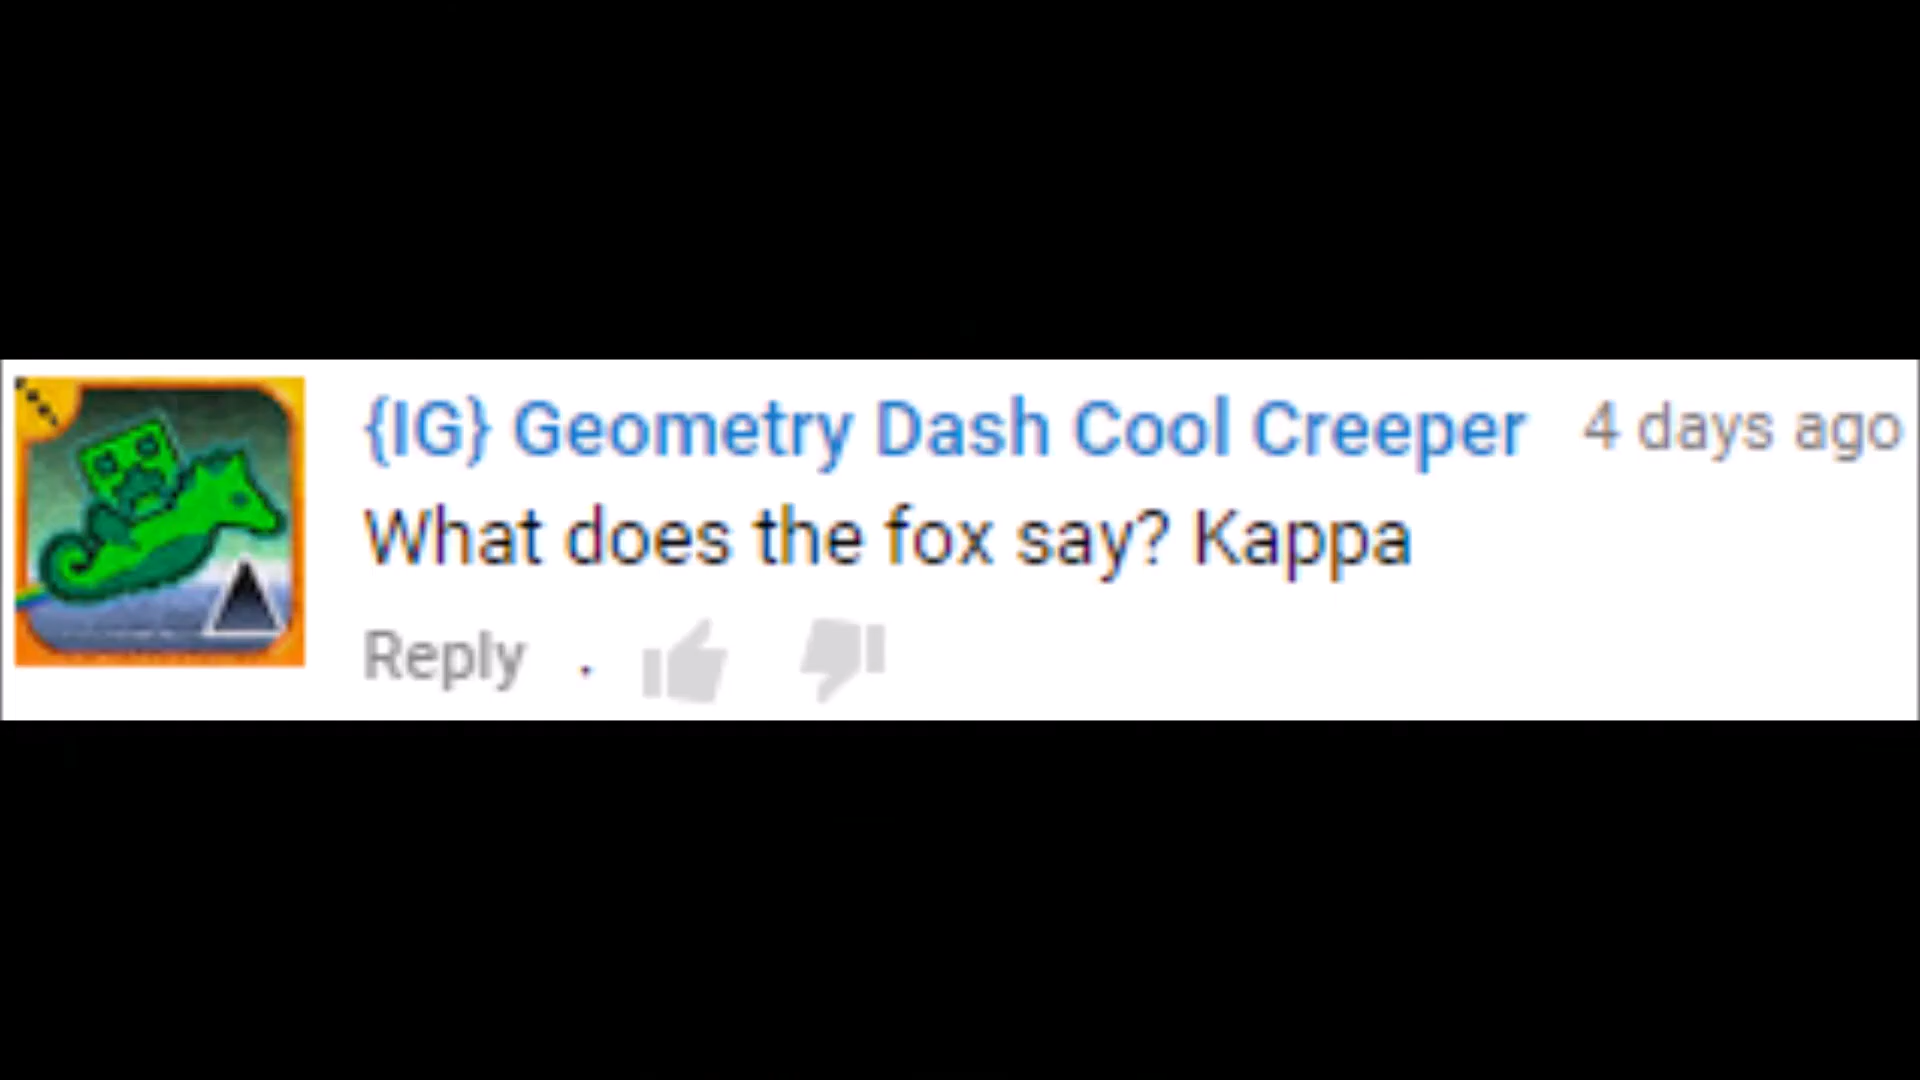 {IG} Geometry Dash Cool Creeper 4 days ago
What does the fox say? Kappa
Reply .